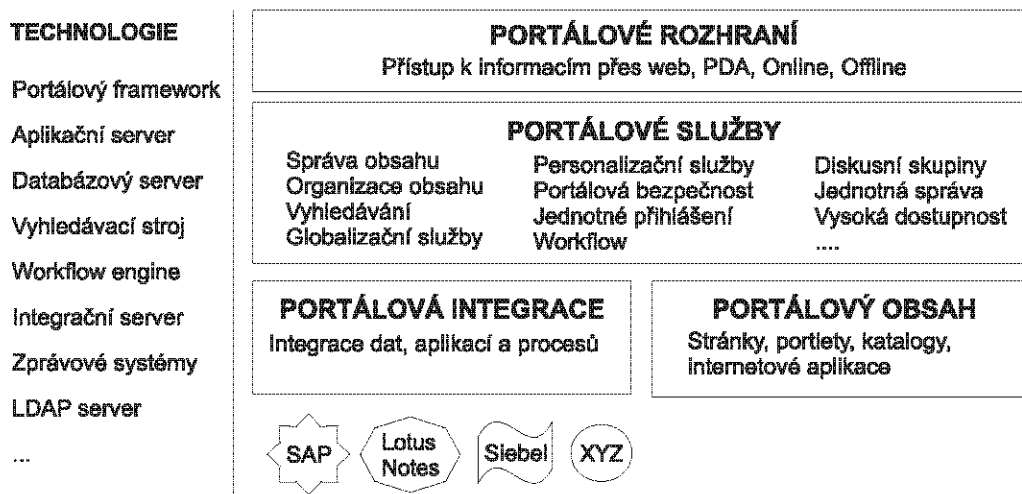 TECHNOLOGIE
Portálový framework
Aplikační server
Databázový server
Vyhledávací stroj
Workflow engine
Integrační server
Zprávové systémy
LDAP server
...
PORTÁLOVÉ ROZHRANÍ
Přístup k informacím přes web, PDA, Online, Offline
PORTÁLOVÉ SLUŽBY
Správa obsahu
Organizace obsahu
Vyhledávání
Globalizační služby
Personalizační služby
Portálová bezpečnost
Jednotné přihlášení
Workflow
Diskusní skupiny
Jednotná správa
Vysoká dostupnost
....
PORTÁLOVÁ INTEGRACE
Integrace dat, aplikací a procesů
PORTÁLOVÝ OBSAH
Stránky, portlety, katalogy,
internetové aplikace
SAP
Lotus
Notes
Siebel
XYZ